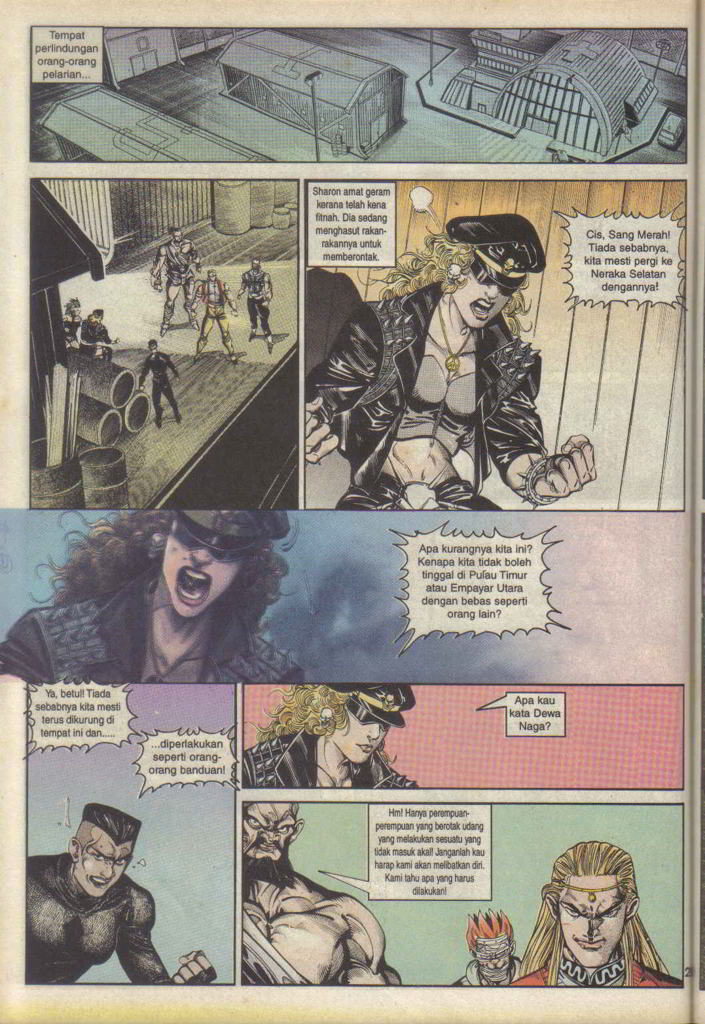 Tempat
perlindungan
orang-orang
pelarian...
Sharon amat geram
kerana telah kena
fitnah. Dia sedang
menghasut rakan-
rakannya untuk
memberontak.
Cis, Sang Merah!
Tiada sebabnya,
kita mesti pergi ke
Neraka Selatan
dengannya!
Apa kurangnya kita ini?
Kenapa kita tidak boleh
tinggal di Pulau Timur
atau Empayar Utara
dengan bebas seperti
orang lain?
Ya, betul! Tiada
sebabnya kita mesti
terus dikurung di
tempat ini dan.....
...diperlakukan
seperti orang-
orang banduan!
Apa kau
kata Dewa
Naga?
Hm! Hanya perempuan-
perempuan yang berotak udang
yang melakukan sesuatu yang
tidak masuk akal! Janganlah kau
harap kami akan melibatkan diri.
Kami tahu apa yang harus
dilakukan!